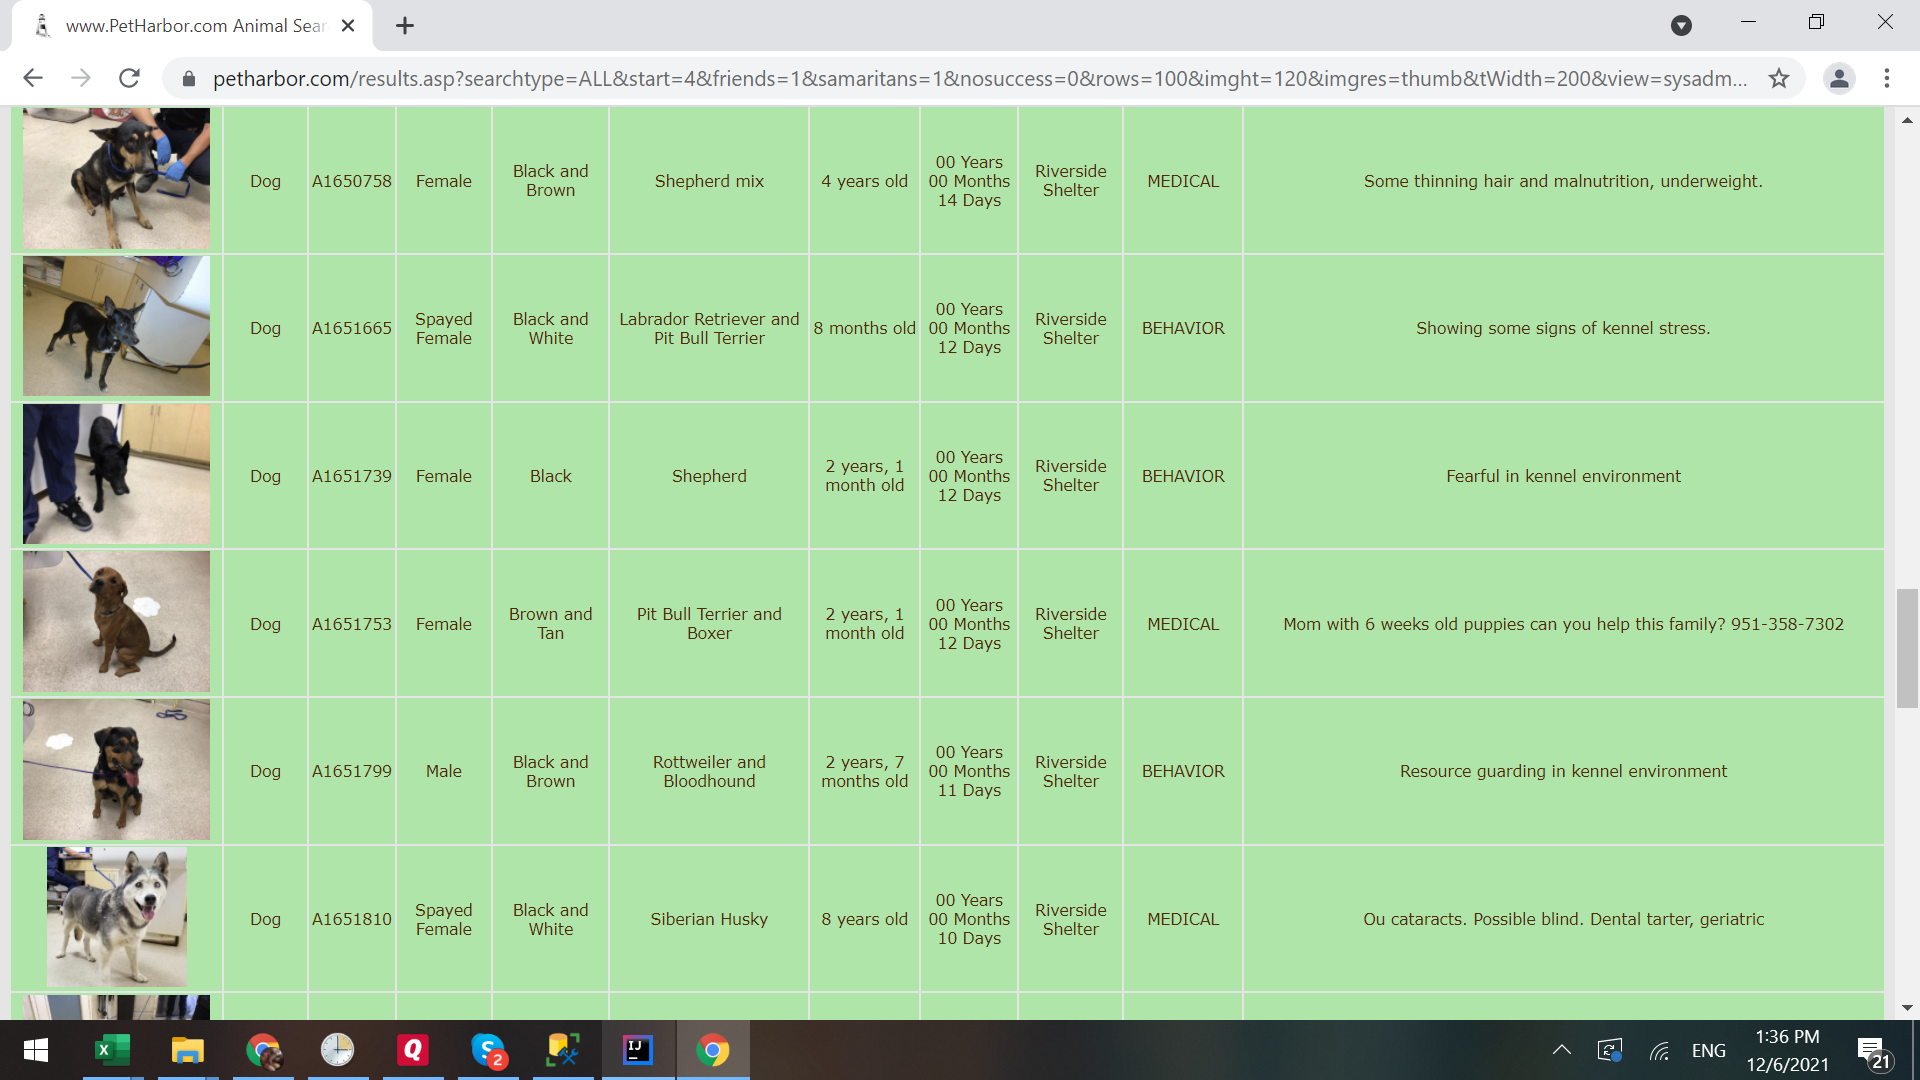 www.PetHarbor.com Animal Sear
petharbor.com/results.asp?searchtype=ALL&start=4&friends=1&samaritans=1&nosuccess=0&rows=100&imght=120&imgres=thumb&tWidth=200&view=sysadm...
Dog
A1650758
Female
Black and
Brown
Shepherd mix
4 years old
00 Years
00 Months
14 Days
Riverside
Shelter
MEDICAL
Some thinning hair and malnutrition, underweight.
Dog
A1651665
Spayed
Female
Black and
White
Labrador Retriever and
Pit Bull Terrier
8 months old
00 Years
00 Months
12 Days
Riverside
Shelter
BEHAVIOR
Showing some signs of kennel stress.
Dog
A1651739
Female
Black
Shepherd
2 years, 1
month old
00 Years
00 Months
12 Days
Riverside
Shelter
BEHAVIOR
Fearful in kennel environment
Dog
A1651753
Female
Brown and
Tan
Pit Bull Terrier and
Boxer
2 years, 1
month old
00 Years
00 Months
12 Days
Riverside
Shelter
MEDICAL
Mom with 6 weeks old puppies can you help this family? 951-358-7302
Dog
A1651799
Male
Black and
Brown
Rottweiler and
Bloodhound
2 years, 7
months old
00 Years
00 Months
11 Days
Riverside
Shelter
BEHAVIOR
Resource guarding in kennel environment
Dog
A1651810
Spayed
Female
Black and
White
Siberian Husky
8 years old
00 Years
00 Months
10 Days
Riverside
Shelter
MEDICAL
Ou cataracts. Possible blind. Dental tarter, geriatric
X
Q
S
2
IJ
ENG
1:36 PM
12/6/2021
21